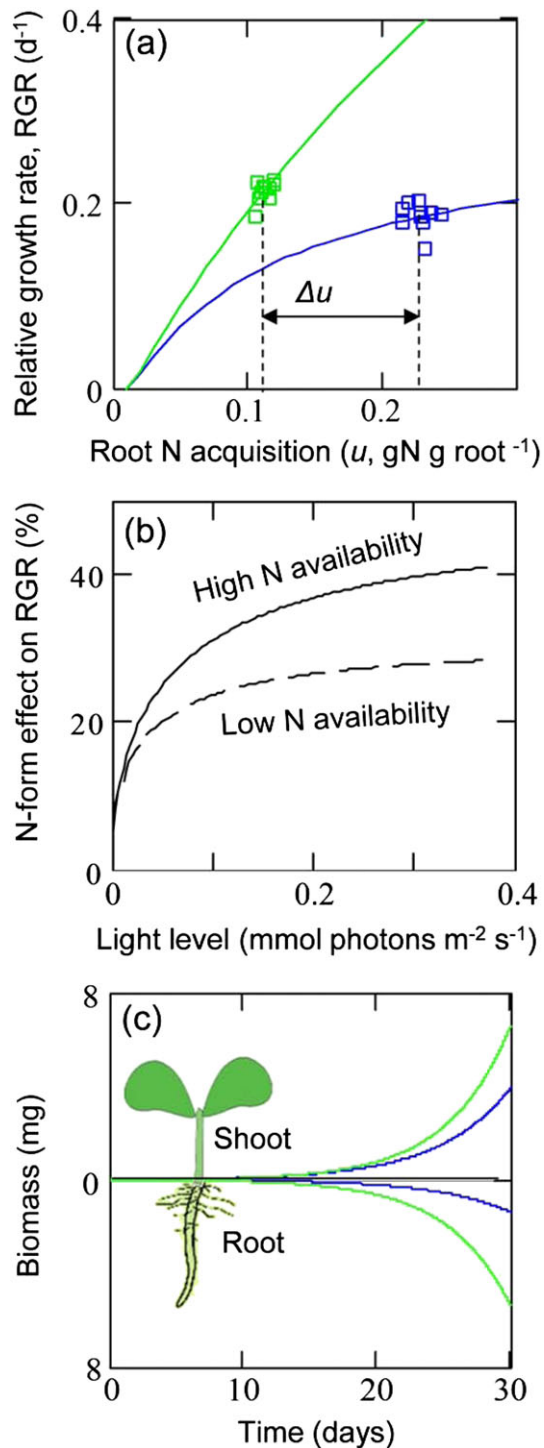 (a)
Relative growth rate, RGR (d⁻¹)
0.4
0.2
0
Δu
0
0.1
0.2
Root N acquisition (u, gN g root ⁻¹)
(b)
N-form effect on RGR (%)
40
20
0
High N availability
Low N availability
0
0.2
0.4
Light level (mmol photons m⁻² s⁻¹)
(c)
Biomass (mg)
8
0
8
Shoot
Root
0
10
20
30
Time (days)